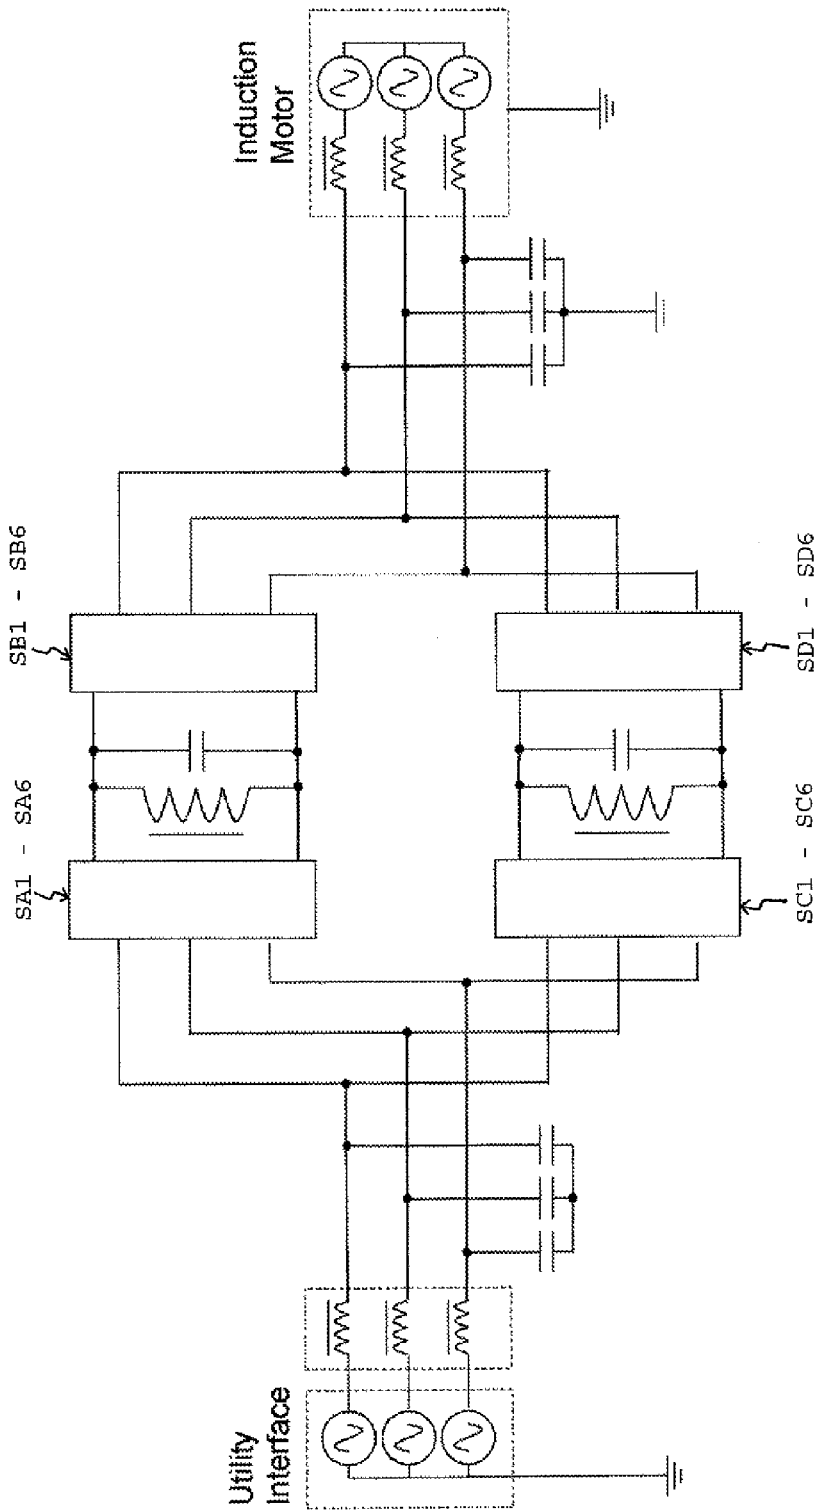 Induction
Motor
SB1 - SB6
SD1 - SD6
SA1 - SA6
SC1 - SC6
Utility
Interface